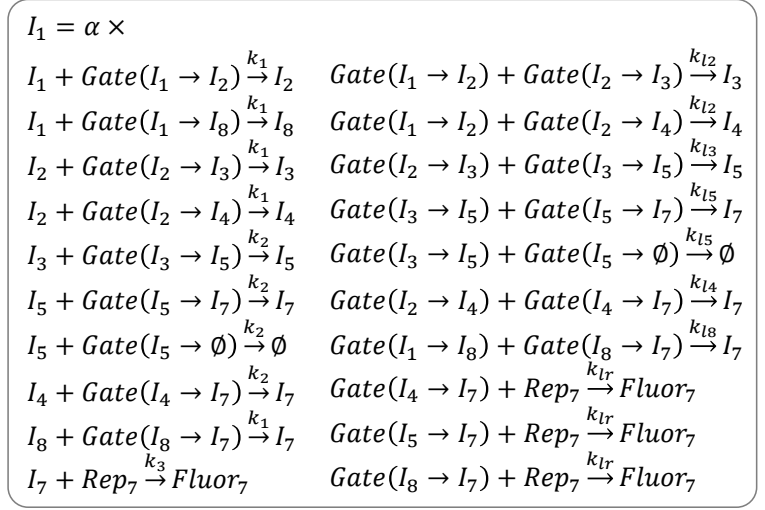 I₁ = α ×
I₁ + Gate(I₁ → I₂) →^{k₁} I₂    Gate(I₁ → I₂) + Gate(I₂ → I₃) →^{k_{l2}} I₃
I₁ + Gate(I₁ → I₈) →^{k₁} I₈    Gate(I₁ → I₂) + Gate(I₂ → I₄) →^{k_{l2}} I₄
I₂ + Gate(I₂ → I₃) →^{k₁} I₃    Gate(I₂ → I₃) + Gate(I₃ → I₅) →^{k_{l3}} I₅
I₂ + Gate(I₂ → I₄) →^{k₁} I₄    Gate(I₃ → I₅) + Gate(I₅ → I₇) →^{k_{l5}} I₇
I₃ + Gate(I₃ → I₅) →^{k₂} I₅    Gate(I₃ → I₅) + Gate(I₅ → ∅) →^{k_{l5}} ∅
I₅ + Gate(I₅ → I₇) →^{k₂} I₇    Gate(I₂ → I₄) + Gate(I₄ → I₇) →^{k_{l4}} I₇
I₅ + Gate(I₅ → ∅) →^{k₂} ∅    Gate(I₁ → I₈) + Gate(I₈ → I₇) →^{k_{l8}} I₇
I₄ + Gate(I₄ → I₇) →^{k₂} I₇    Gate(I₄ → I₇) + Rep₇ →^{k_{lr}} Fluor₇
I₈ + Gate(I₈ → I₇) →^{k₁} I₇    Gate(I₅ → I₇) + Rep₇ →^{k_{lr}} Fluor₇
I₇ + Rep₇ →^{k₃} Fluor₇    Gate(I₈ → I₇) + Rep₇ →^{k_{lr}} Fluor₇